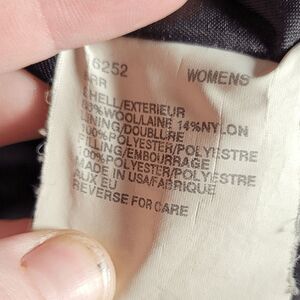 6252 WOMENS
SHELL/EXTERIEUR
WOOL/LAINE 14%NYLON
LINING/DOUBLURE
100%POLYESTER/POLYESTRE
FILLING/EMBOURRAGE
100%POLYESTER/POLYESTRE
MADE IN USA/FABRIQUE
AUX EU
REVERSE FOR CARE